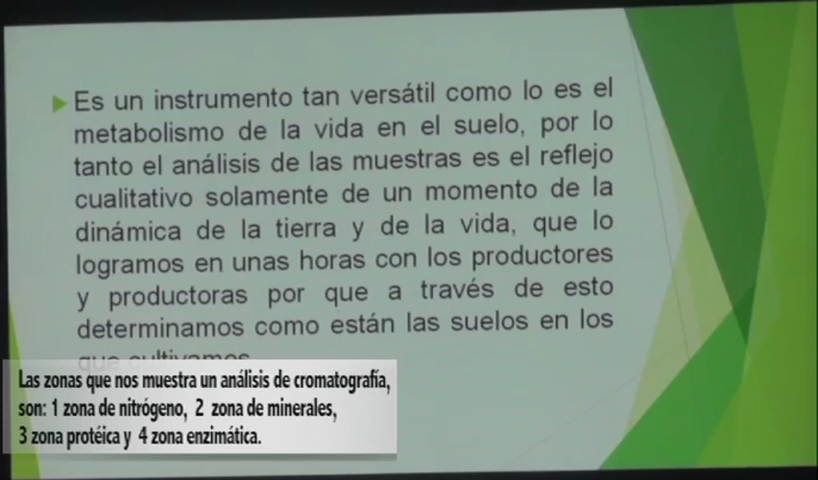 Es un instrumento tan versátil como lo es el
metabolismo de la vida en el suelo, por lo
tanto el análisis de las muestras es el reflejo
cualitativo solamente de un momento de la
dinámica de la tierra y de la vida, que lo
logramos en unas horas con los productores
y productoras por que a través de esto
determinamos como están las suelos en los
que cultivamos
Las zonas que nos muestra un análisis de cromatografía,
son: 1 zona de nitrógeno, 2 zona de minerales,
3 zona protéica y 4 zona enzimática.